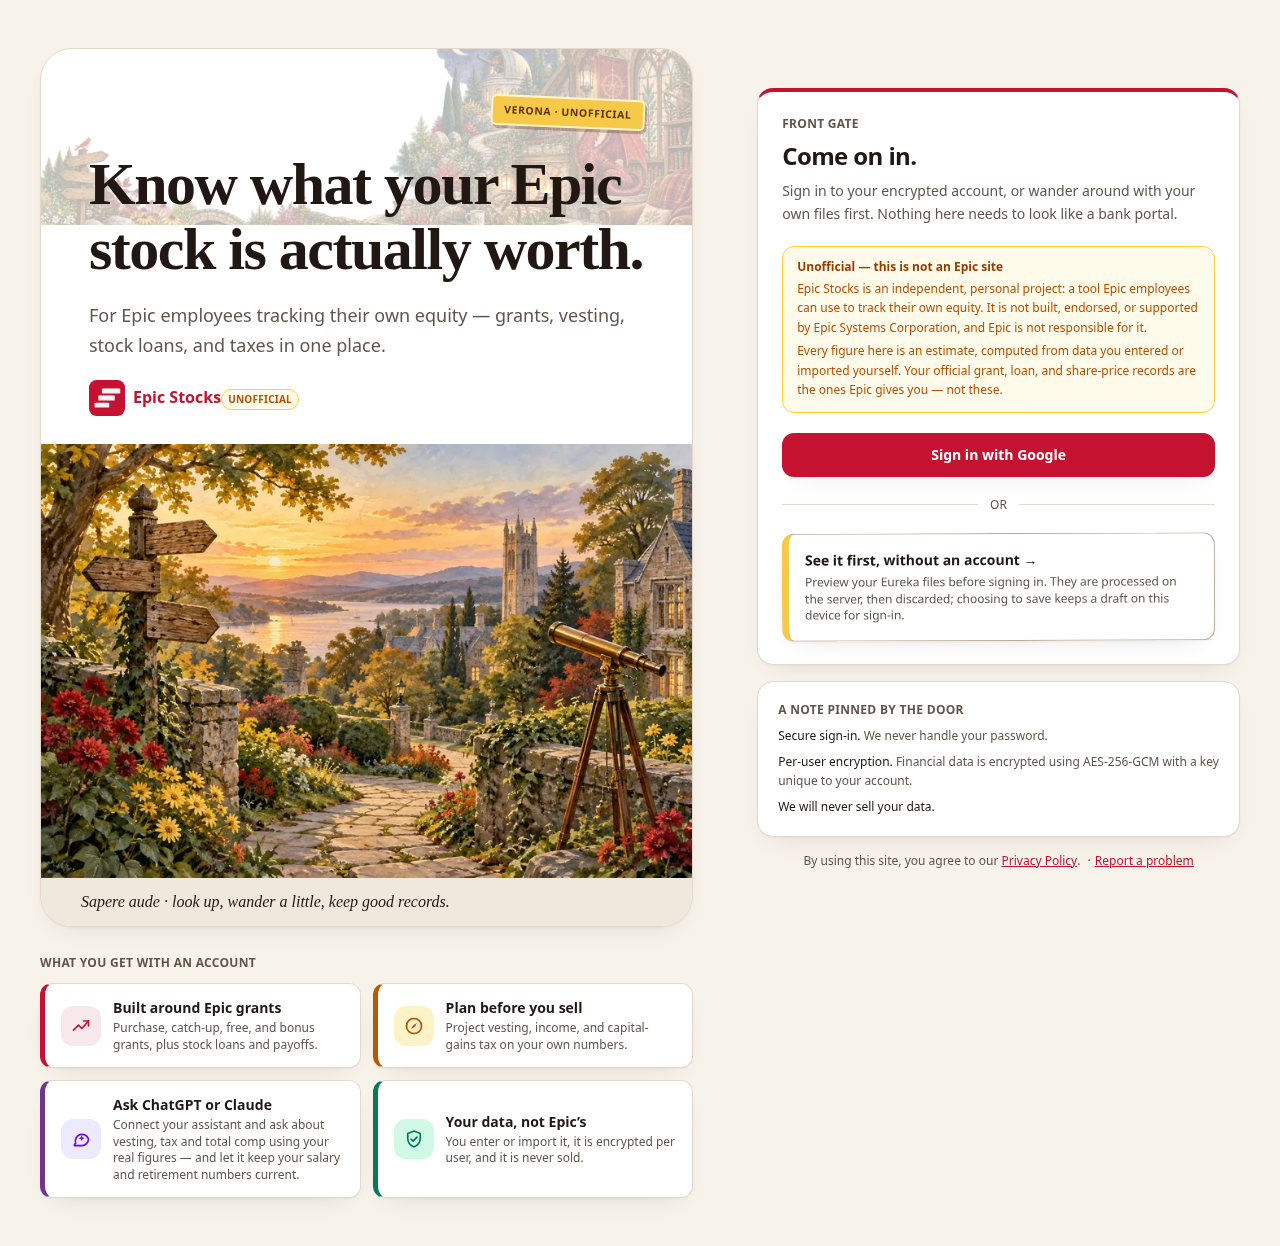 VERONA · UNOFFICIAL
Know what your Epic
stock is actually worth.
For Epic employees tracking their own equity — grants, vesting,
stock loans, and taxes in one place.
Epic Stocks UNOFFICIAL
Sapere aude · look up, wander a little, keep good records.
WHAT YOU GET WITH AN ACCOUNT
Built around Epic grants
Purchase, catch-up, free, and bonus
grants, plus stock loans and payoffs.
Plan before you sell
Project vesting, income, and capital-
gains tax on your own numbers.
Ask ChatGPT or Claude
Connect your assistant and ask about
vesting, tax and total comp using your
real figures — and let it keep your salary
and retirement numbers current.
Your data, not Epic’s
You enter or import it, it is encrypted per
user, and it is never sold.
FRONT GATE
Come on in.
Sign in to your encrypted account, or wander around with your
own files first. Nothing here needs to look like a bank portal.
Unofficial — this is not an Epic site
Epic Stocks is an independent, personal project: a tool Epic employees
can use to track their own equity. It is not built, endorsed, or supported
by Epic Systems Corporation, and Epic is not responsible for it.
Every figure here is an estimate, computed from data you entered or
imported yourself. Your official grant, loan, and share-price records are
the ones Epic gives you — not these.
Sign in with Google
OR
See it first, without an account →
Preview your Eureka files before signing in. They are processed on
the server, then discarded; choosing to save keeps a draft on this
device for sign-in.
A NOTE PINNED BY THE DOOR
Secure sign-in. We never handle your password.
Per-user encryption. Financial data is encrypted using AES-256-GCM with a key
unique to your account.
We will never sell your data.
By using this site, you agree to our Privacy Policy. · Report a problem